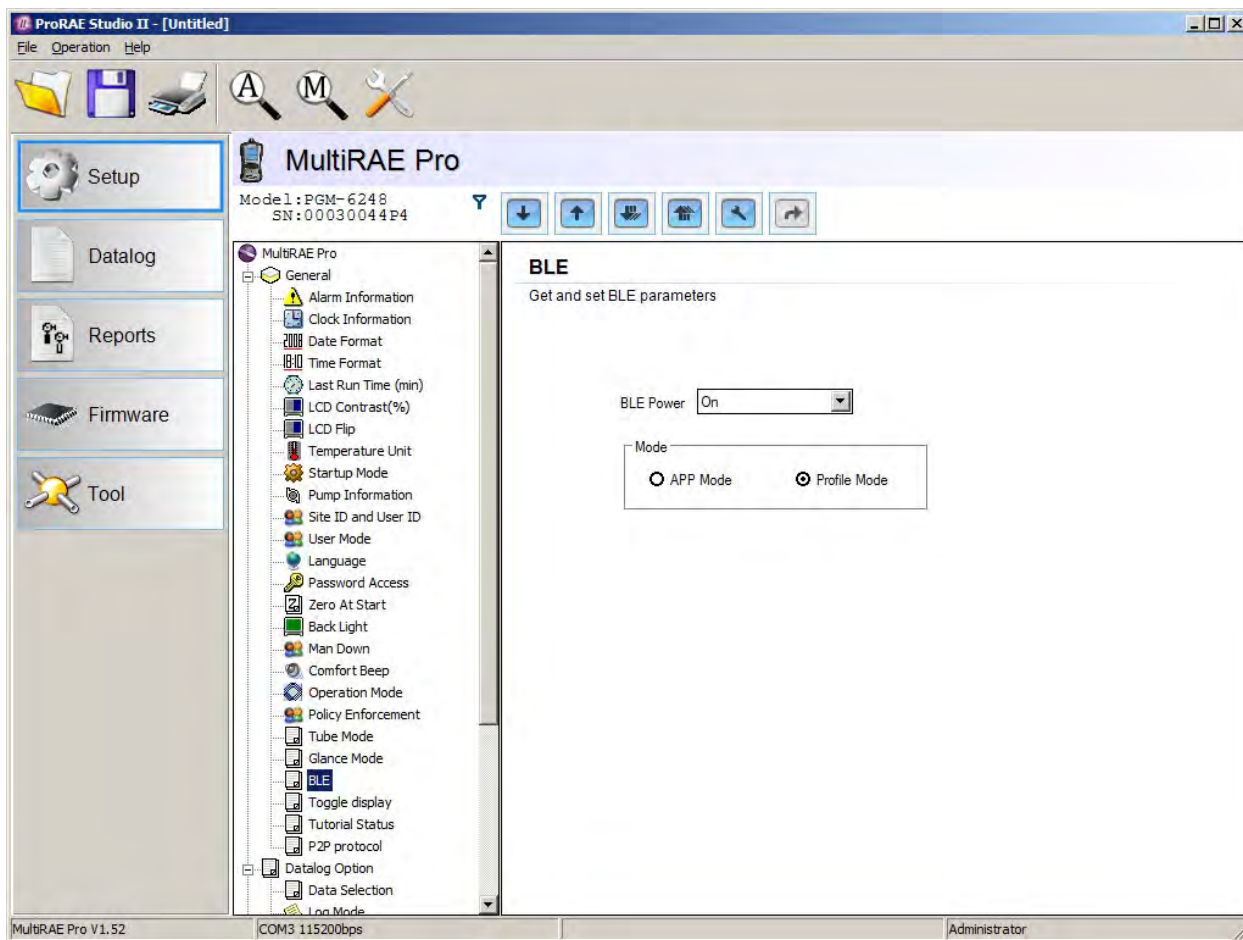 ProRAE Studio II - [Untitled]
File Operation Help
A M
Setup
Datalog
Reports
Firmware
Tool
MultiRAE Pro
Model:PGM-6248
SN:00030044P4
MultiRAE Pro
General
Alarm Information
Clock Information
Date Format
Time Format
Last Run Time (min)
LCD Contrast(%)
LCD Flip
Temperature Unit
Startup Mode
Pump Information
Site ID and User ID
User Mode
Language
Password Access
Zero At Start
Back Light
Man Down
Comfort Beep
Operation Mode
Policy Enforcement
Tube Mode
Glance Mode
BLE
Toggle display
Tutorial Status
P2P protocol
Datalog Option
Data Selection
Log Mode
BLE
Get and set BLE parameters
BLE Power On
Mode
APP Mode Profile Mode
MultiRAE Pro V1.52 COM3 115200bps Administrator